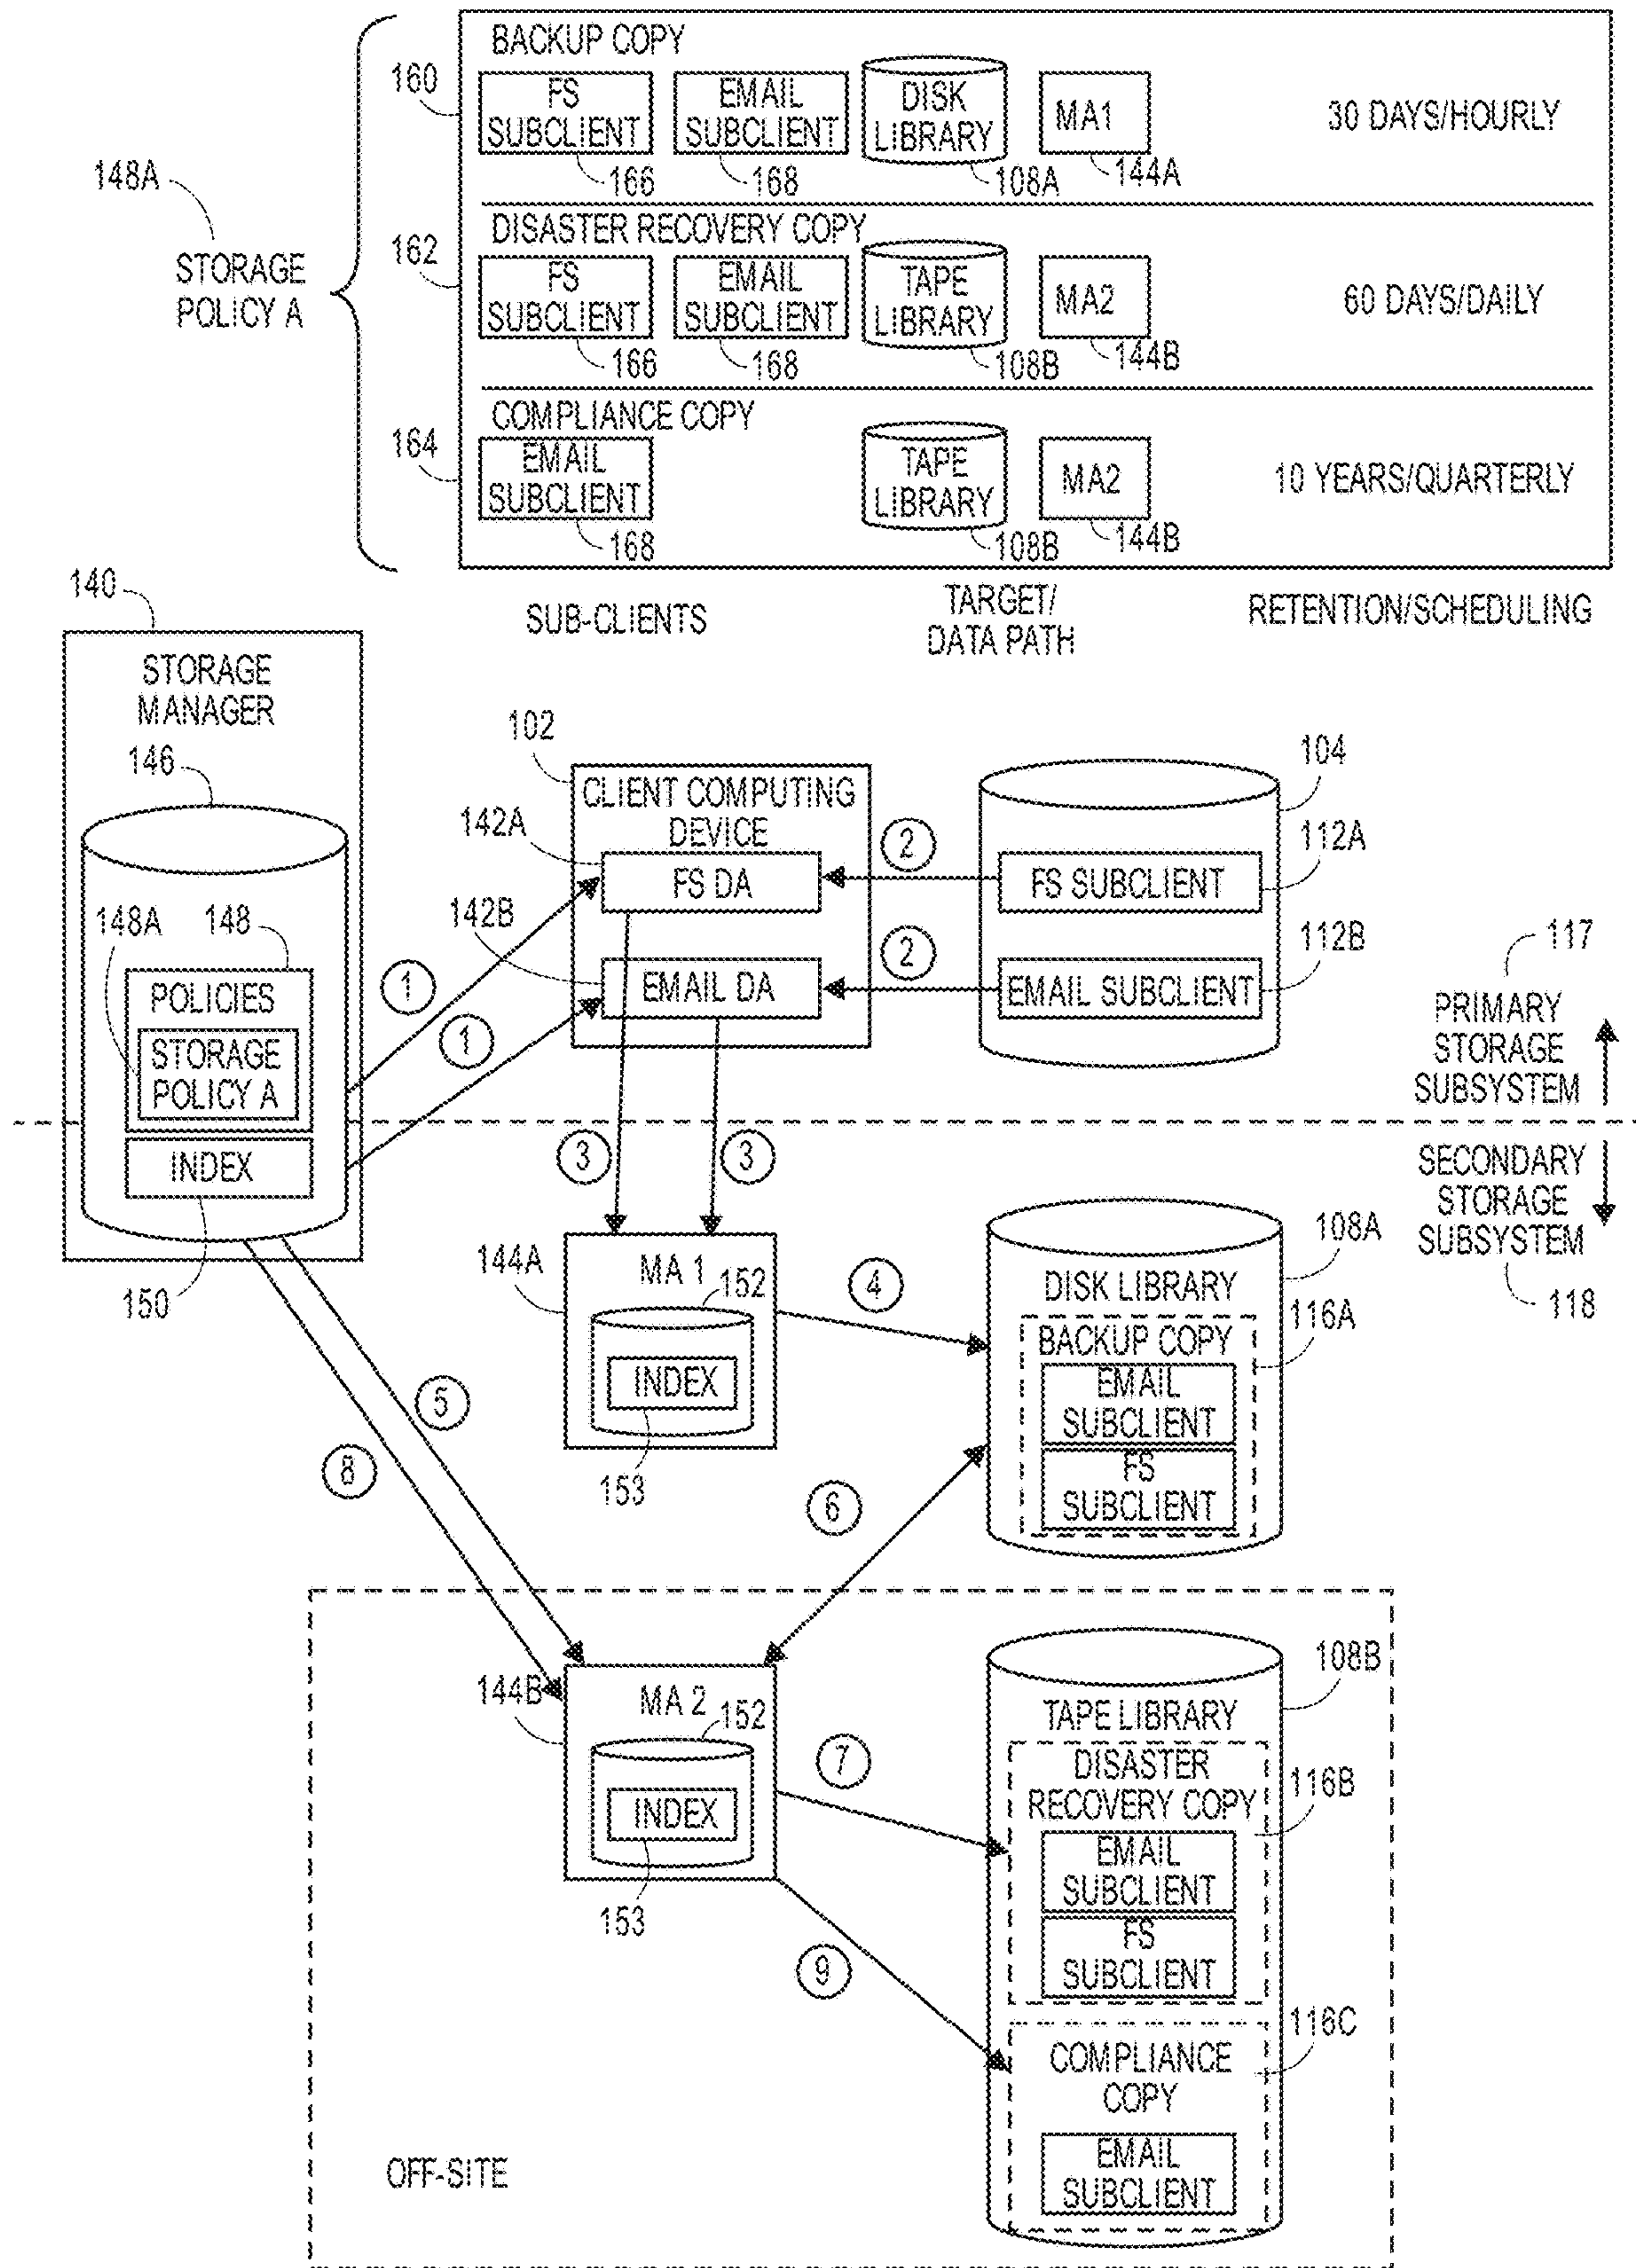 BACKUP COPY
160
FS
SUBCLIENT
166
EMAIL
SUBCLIENT
168
DISK
LIBRARY
108A
MA1
144A
30 DAYS/HOURLY
148A
STORAGE
POLICY A
DISASTER RECOVERY COPY
162
FS
SUBCLIENT
166
EMAIL
SUBCLIENT
168
TAPE
LIBRARY
108B
MA2
144B
60 DAYS/DAILY
COMPLIANCE COPY
164
EMAIL
SUBCLIENT
168
TAPE
LIBRARY
108B
MA2
144B
10 YEARS/QUARTERLY
SUB-CLIENTS
TARGET/
DATA PATH
RETENTION/SCHEDULING
140
STORAGE
MANAGER
146
148A
148
POLICIES
STORAGE
POLICY A
INDEX
150
102
CLIENT COMPUTING
DEVICE
142A
FS DA
142B
EMAIL DA
104
112A
FS SUBCLIENT
112B
EMAIL SUBCLIENT
1
1
2
2
117
PRIMARY
STORAGE
SUBSYSTEM
SECONDARY
STORAGE
SUBSYSTEM
118
3
3
144A
MA 1
152
INDEX
153
4
108A
DISK LIBRARY
116A
BACKUP COPY
EMAIL
SUBCLIENT
FS
SUBCLIENT
5
8
6
144B
MA 2
152
INDEX
153
7
9
108B
TAPE LIBRARY
DISASTER
RECOVERY COPY
116B
EMAIL
SUBCLIENT
FS
SUBCLIENT
116C
COMPLIANCE
COPY
EMAIL
SUBCLIENT
OFF-SITE